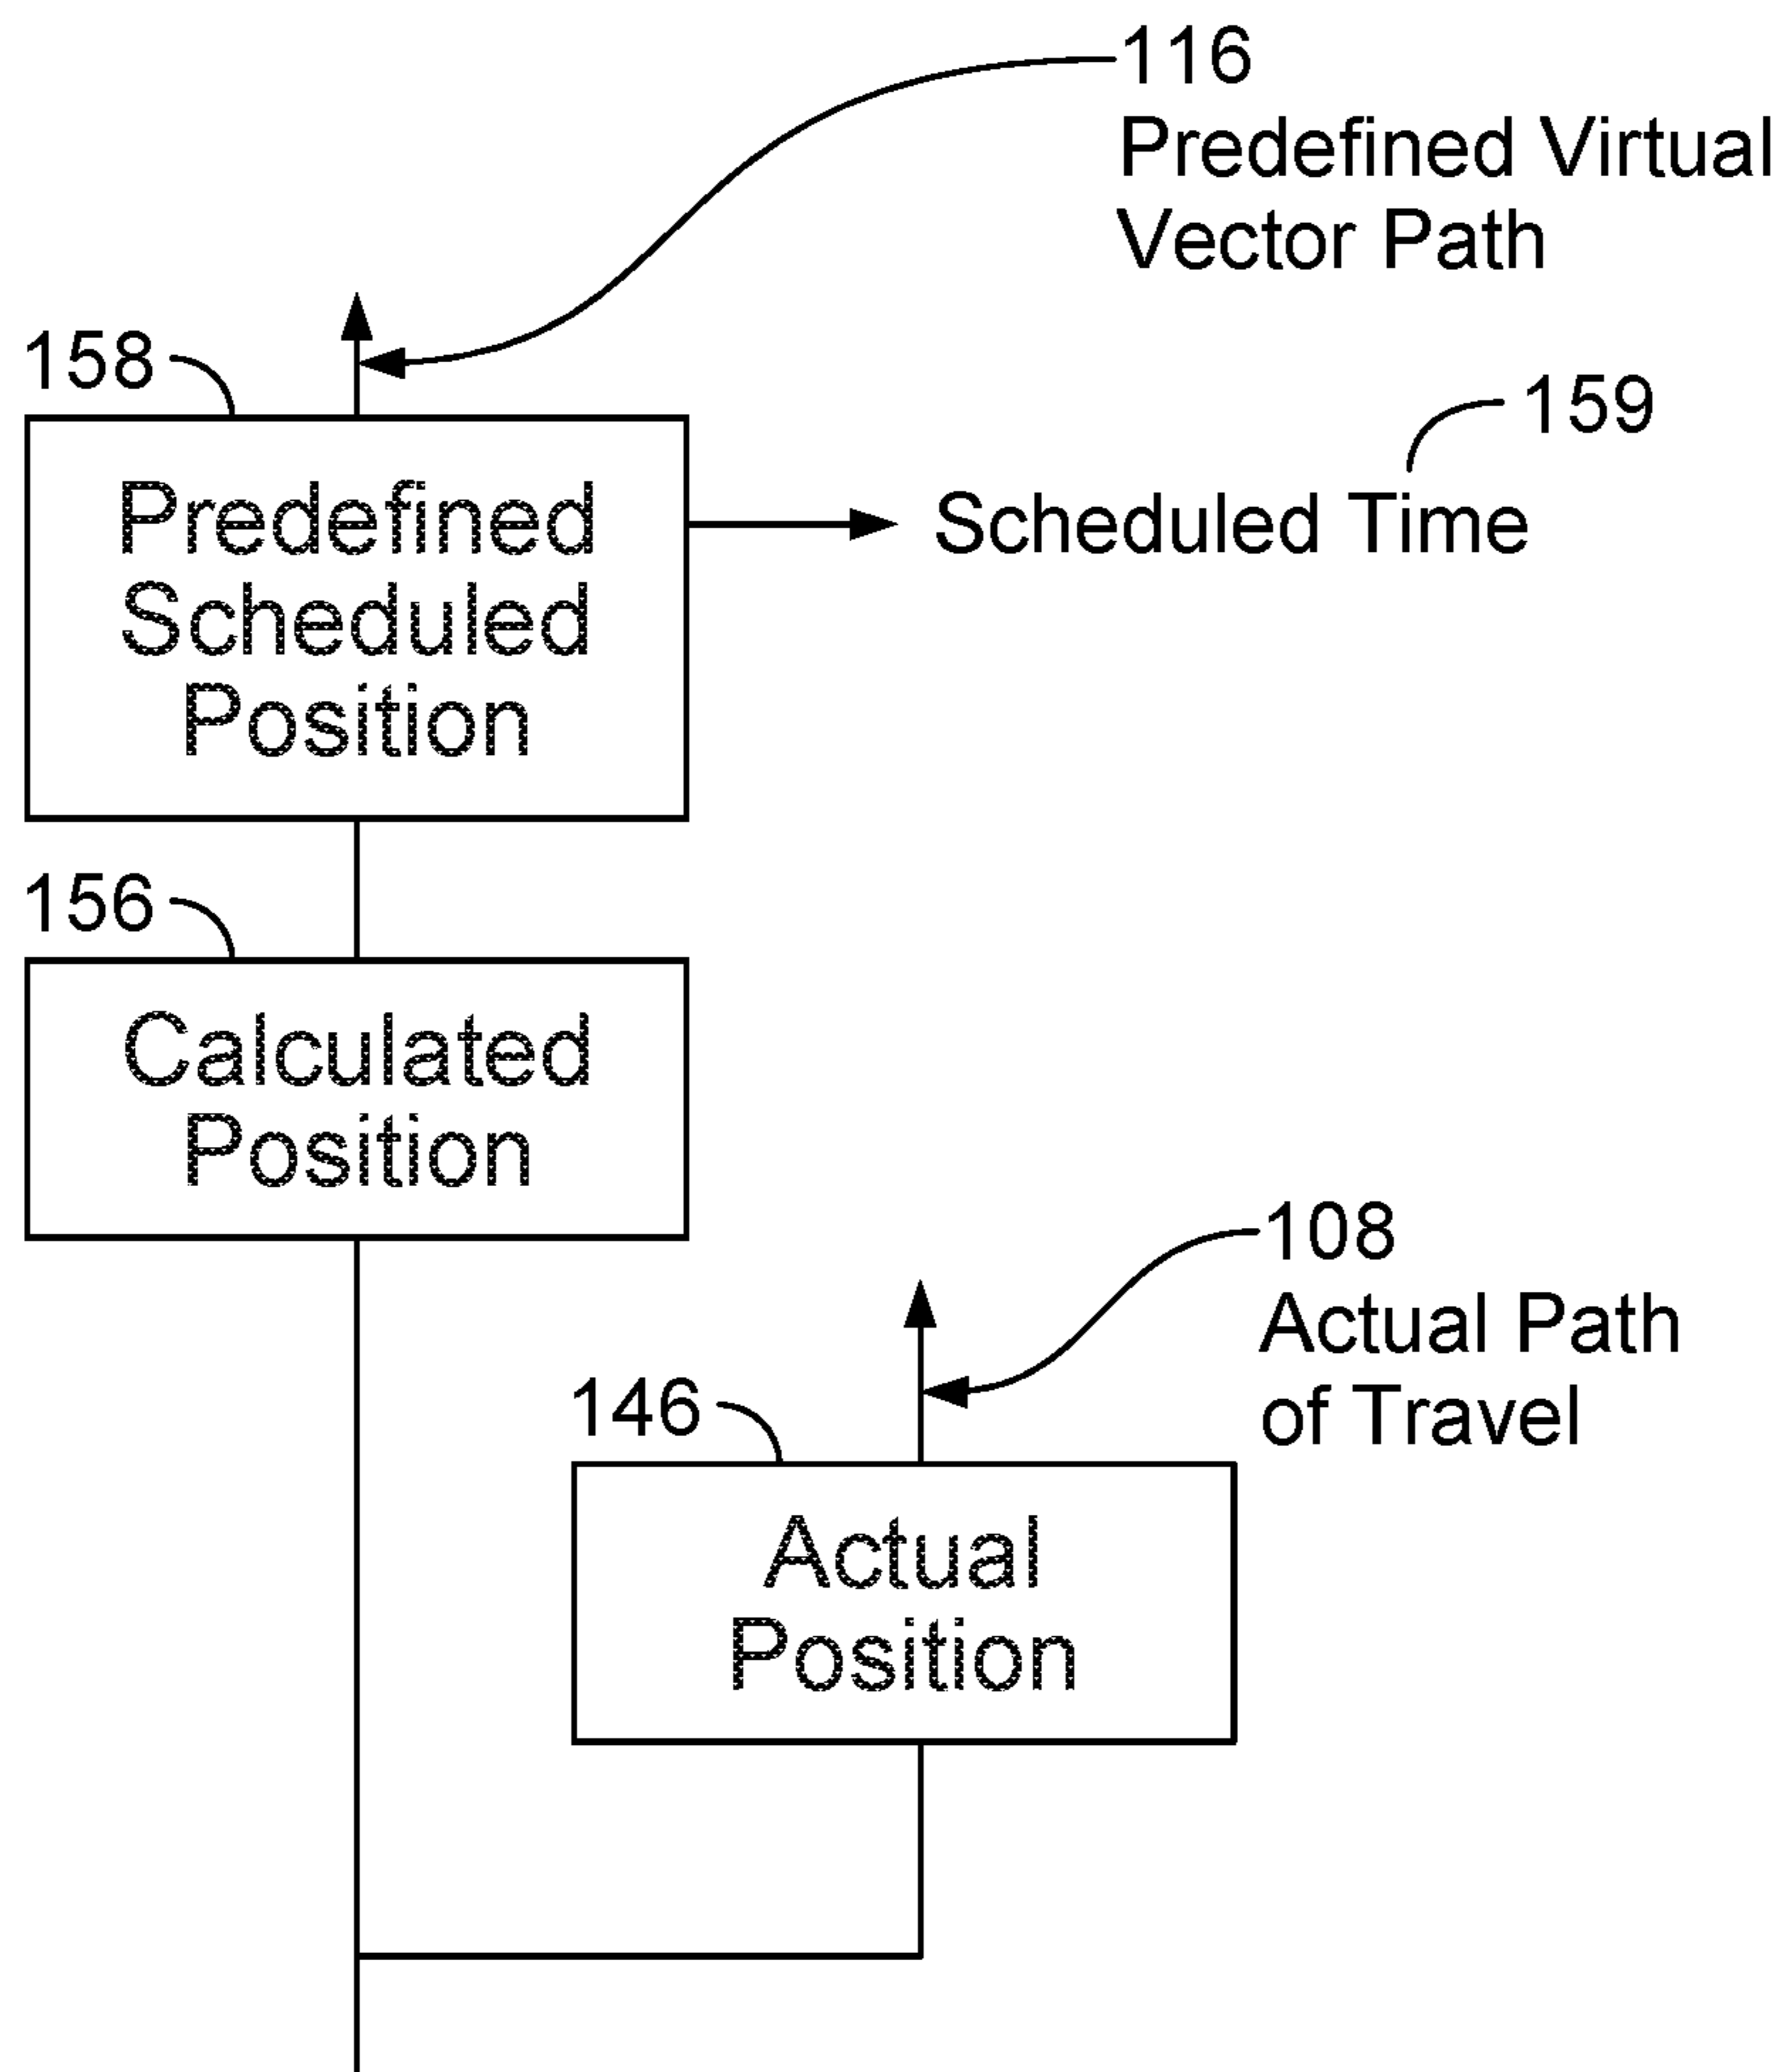 116
Predefined Virtual
Vector Path
158
159
Predefined
Scheduled
Position
Scheduled Time
156
Calculated
Position
108
Actual Path
of Travel
146
Actual
Position